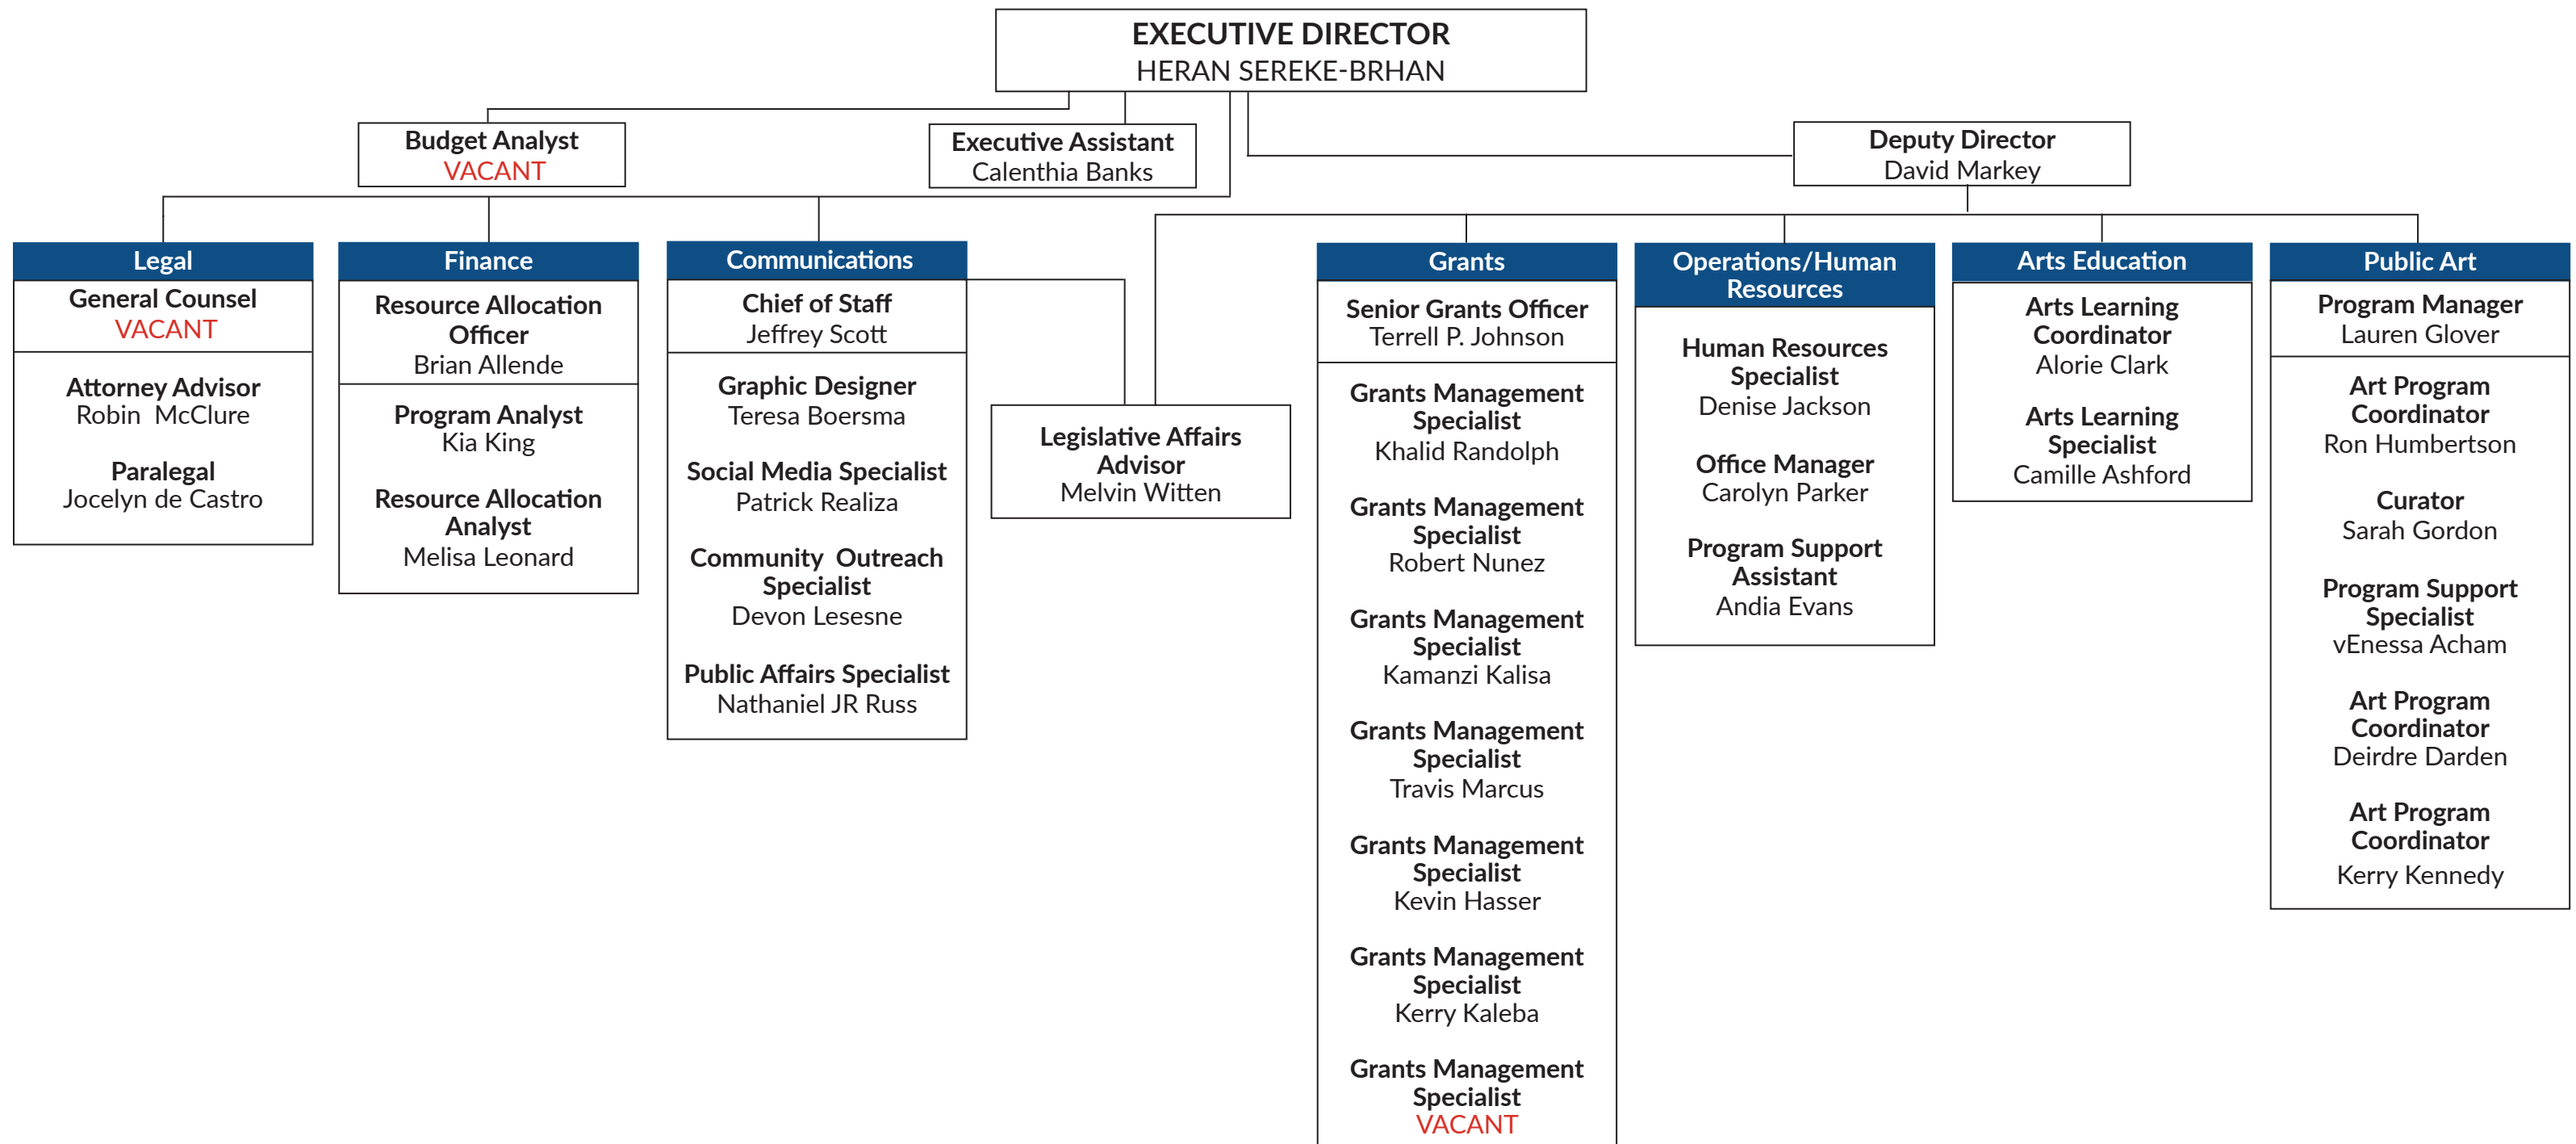 EXECUTIVE DIRECTOR
HERAN SEREKE-BRHAN
Budget Analyst
VACANT
Executive Assistant
Calenthia Banks
Deputy Director
David Markey
Legal
General Counsel
VACANT
Attorney Advisor
Robin McClure
Paralegal
Jocelyn de Castro
Finance
Resource Allocation
Officer
Brian Allende
Program Analyst
Kia King
Resource Allocation
Analyst
Melisa Leonard
Communications
Chief of Staff
Jeffrey Scott
Graphic Designer
Teresa Boersma
Social Media Specialist
Patrick Realiza
Community Outreach
Specialist
Devon Lesesne
Public Affairs Specialist
Nathaniel JR Russ
Legislative Affairs
Advisor
Melvin Witten
Grants
Senior Grants Officer
Terrell P. Johnson
Grants Management
Specialist
Khalid Randolph
Grants Management
Specialist
Robert Nunez
Grants Management
Specialist
Kamanzi Kalisa
Grants Management
Specialist
Travis Marcus
Grants Management
Specialist
Kevin Hasser
Grants Management
Specialist
Kerry Kaleba
Grants Management
Specialist
VACANT
Operations/Human
Resources
Human Resources
Specialist
Denise Jackson
Office Manager
Carolyn Parker
Program Support
Assistant
Andia Evans
Arts Education
Arts Learning
Coordinator
Alorie Clark
Arts Learning
Specialist
Camille Ashford
Public Art
Program Manager
Lauren Glover
Art Program
Coordinator
Ron Humbertson
Curator
Sarah Gordon
Program Support
Specialist
vEnessa Acham
Art Program
Coordinator
Deirdre Darden
Art Program
Coordinator
Kerry Kennedy